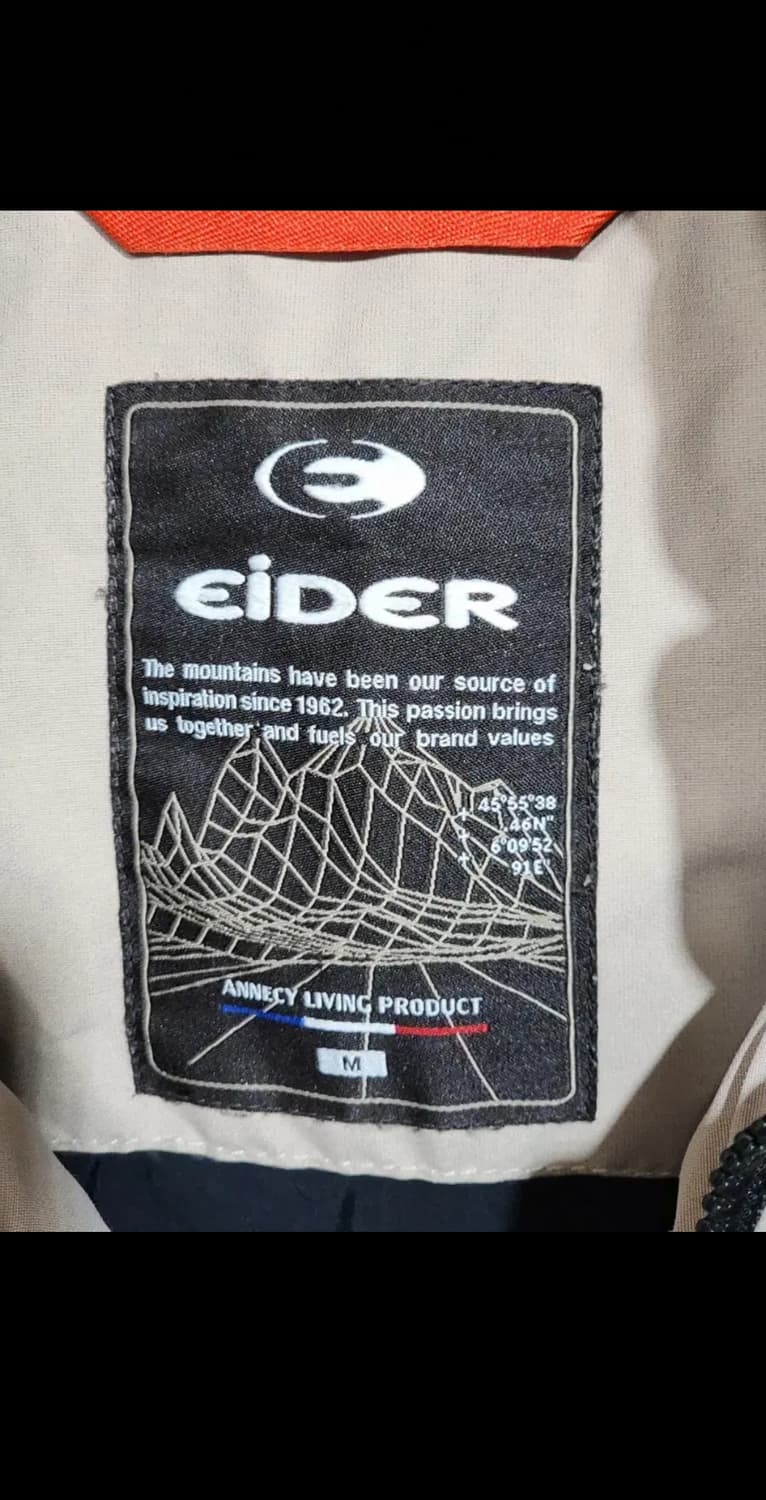 EiDER
The mountains have been our source of
inspiration since 1962. This passion brings
us together and fuels our brand values
45°55°38
.46N"
6°09'52
91E"
ANNECY LIVING PRODUCT
M